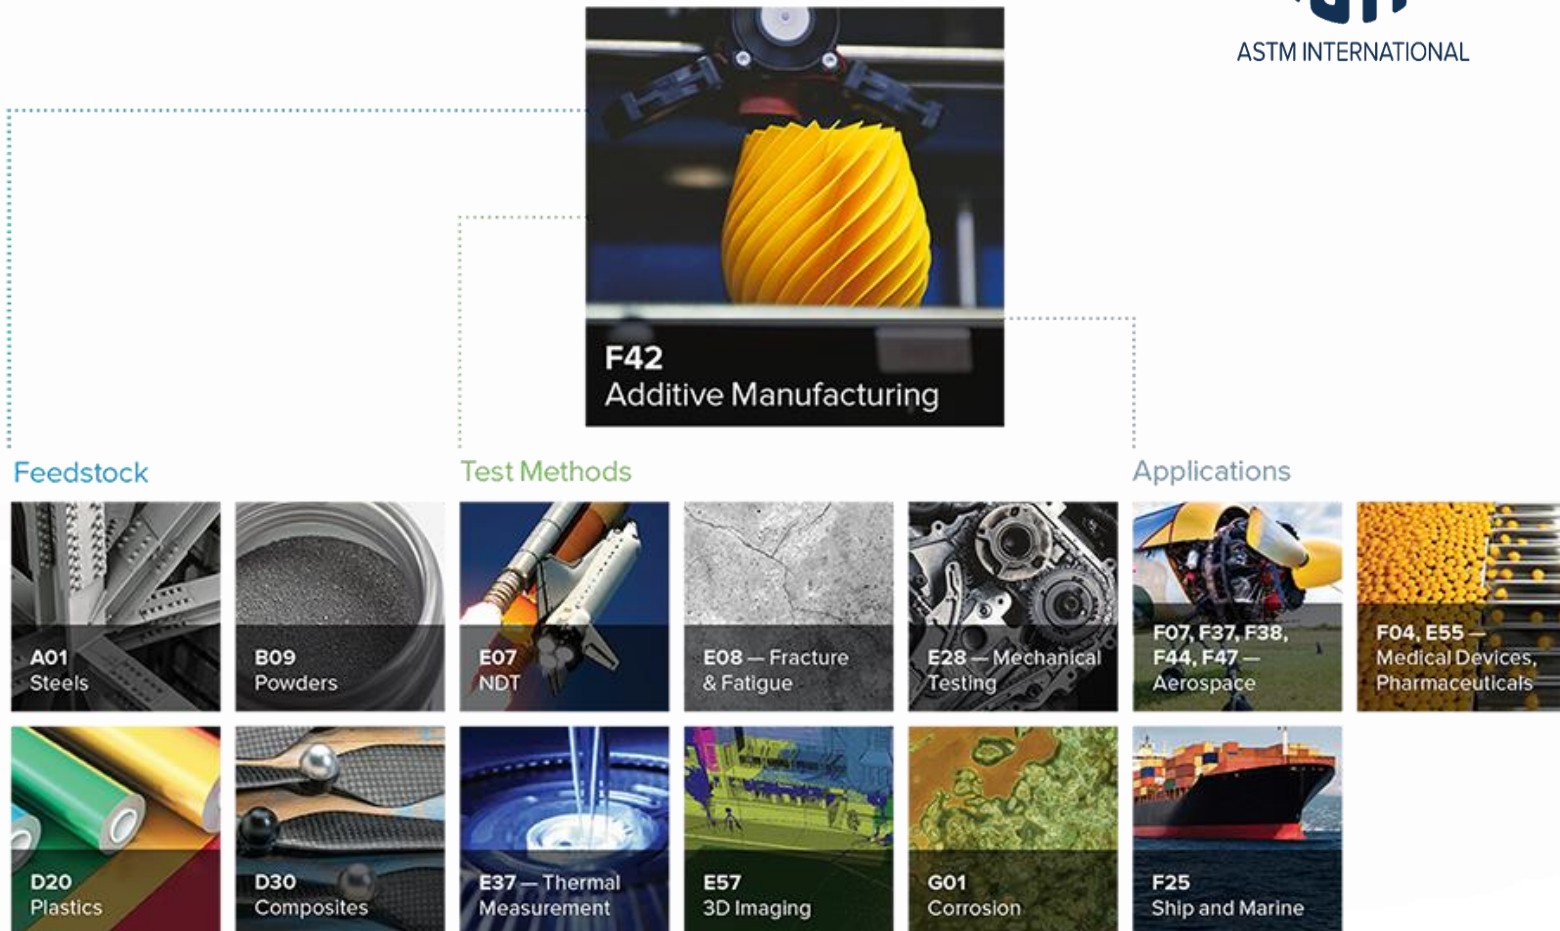 ASTM INTERNATIONAL
F42
Additive Manufacturing
Feedstock
Test Methods
Applications
A01
Steels
B09
Powders
E07
NDT
E08 — Fracture
& Fatigue
E28 — Mechanical
Testing
F07, F37, F38,
F44, F47 —
Aerospace
F04, E55 —
Medical Devices,
Pharmaceuticals
D20
Plastics
D30
Composites
E37 — Thermal
Measurement
E57
3D Imaging
G01
Corrosion
F25
Ship and Marine